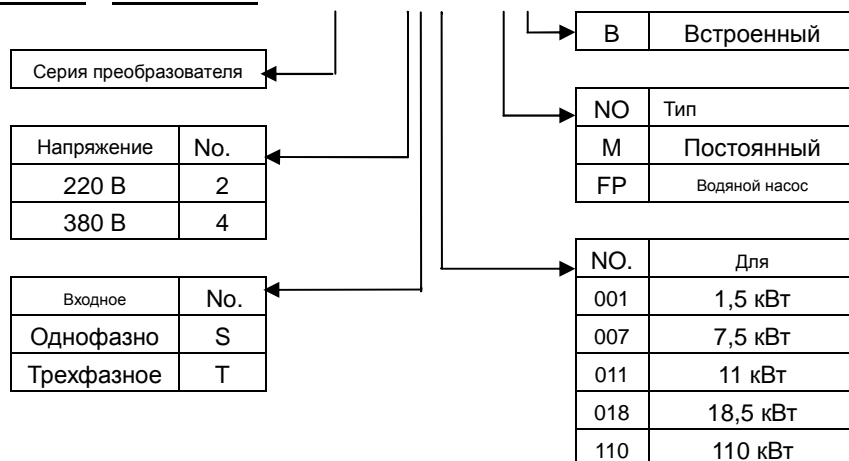 B Встроенный
Серия преобразователя
NO Тип
M Постоянный
FP Водяной насос
Напряжение No.
220 В 2
380 В 4
NO. Для
001 1,5 кВт
007 7,5 кВт
011 11 кВт
018 18,5 кВт
110 110 кВт
Входное No.
Однофазно S
Трехфазное T